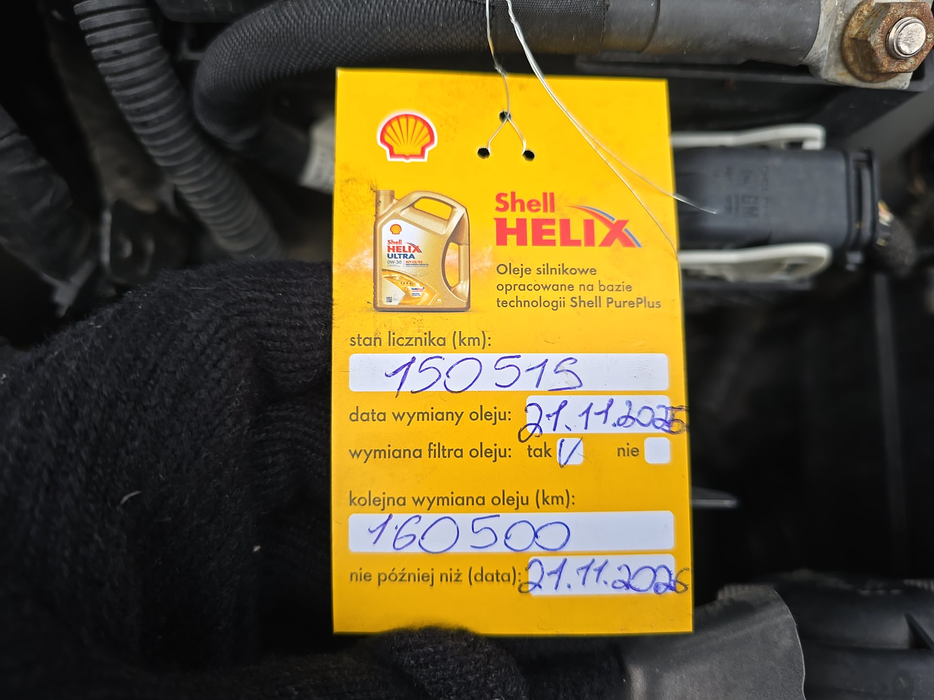 Shell
HELIX
Shell
HELIX
ULTRA
0W-30
Oleje silnikowe
opracowane na bazie
technologii Shell PurePlus
stan licznika (km):
150515
data wymiany oleju: 21.11.2025
wymiana filtra oleju: tak V nie
kolejna wymiana oleju (km):
160500
nie później niż (data): 21.11.2026